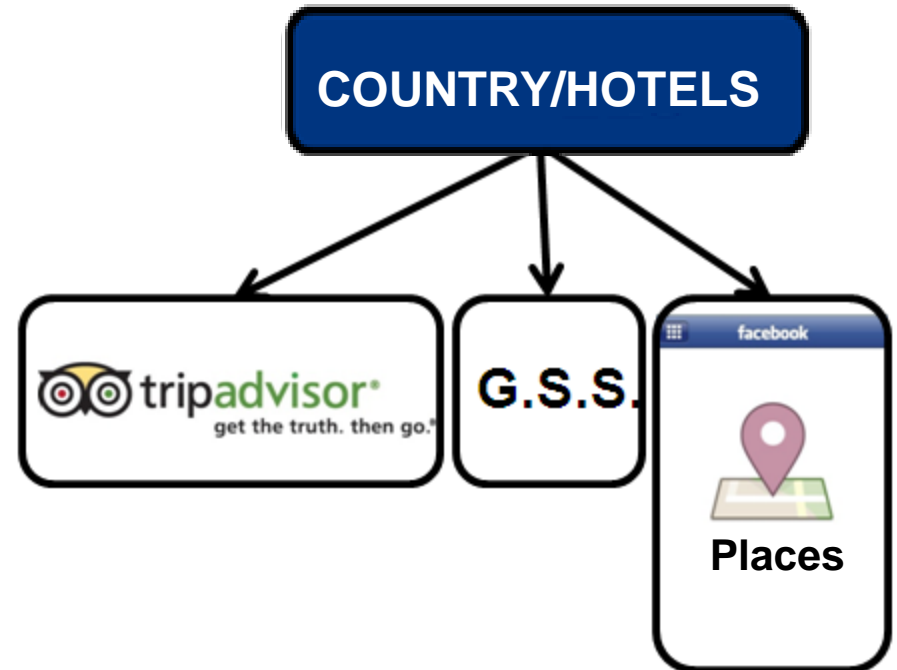 COUNTRY/HOTELS
tripadvisor®
get the truth. then go.®
G.S.S.
facebook
Places